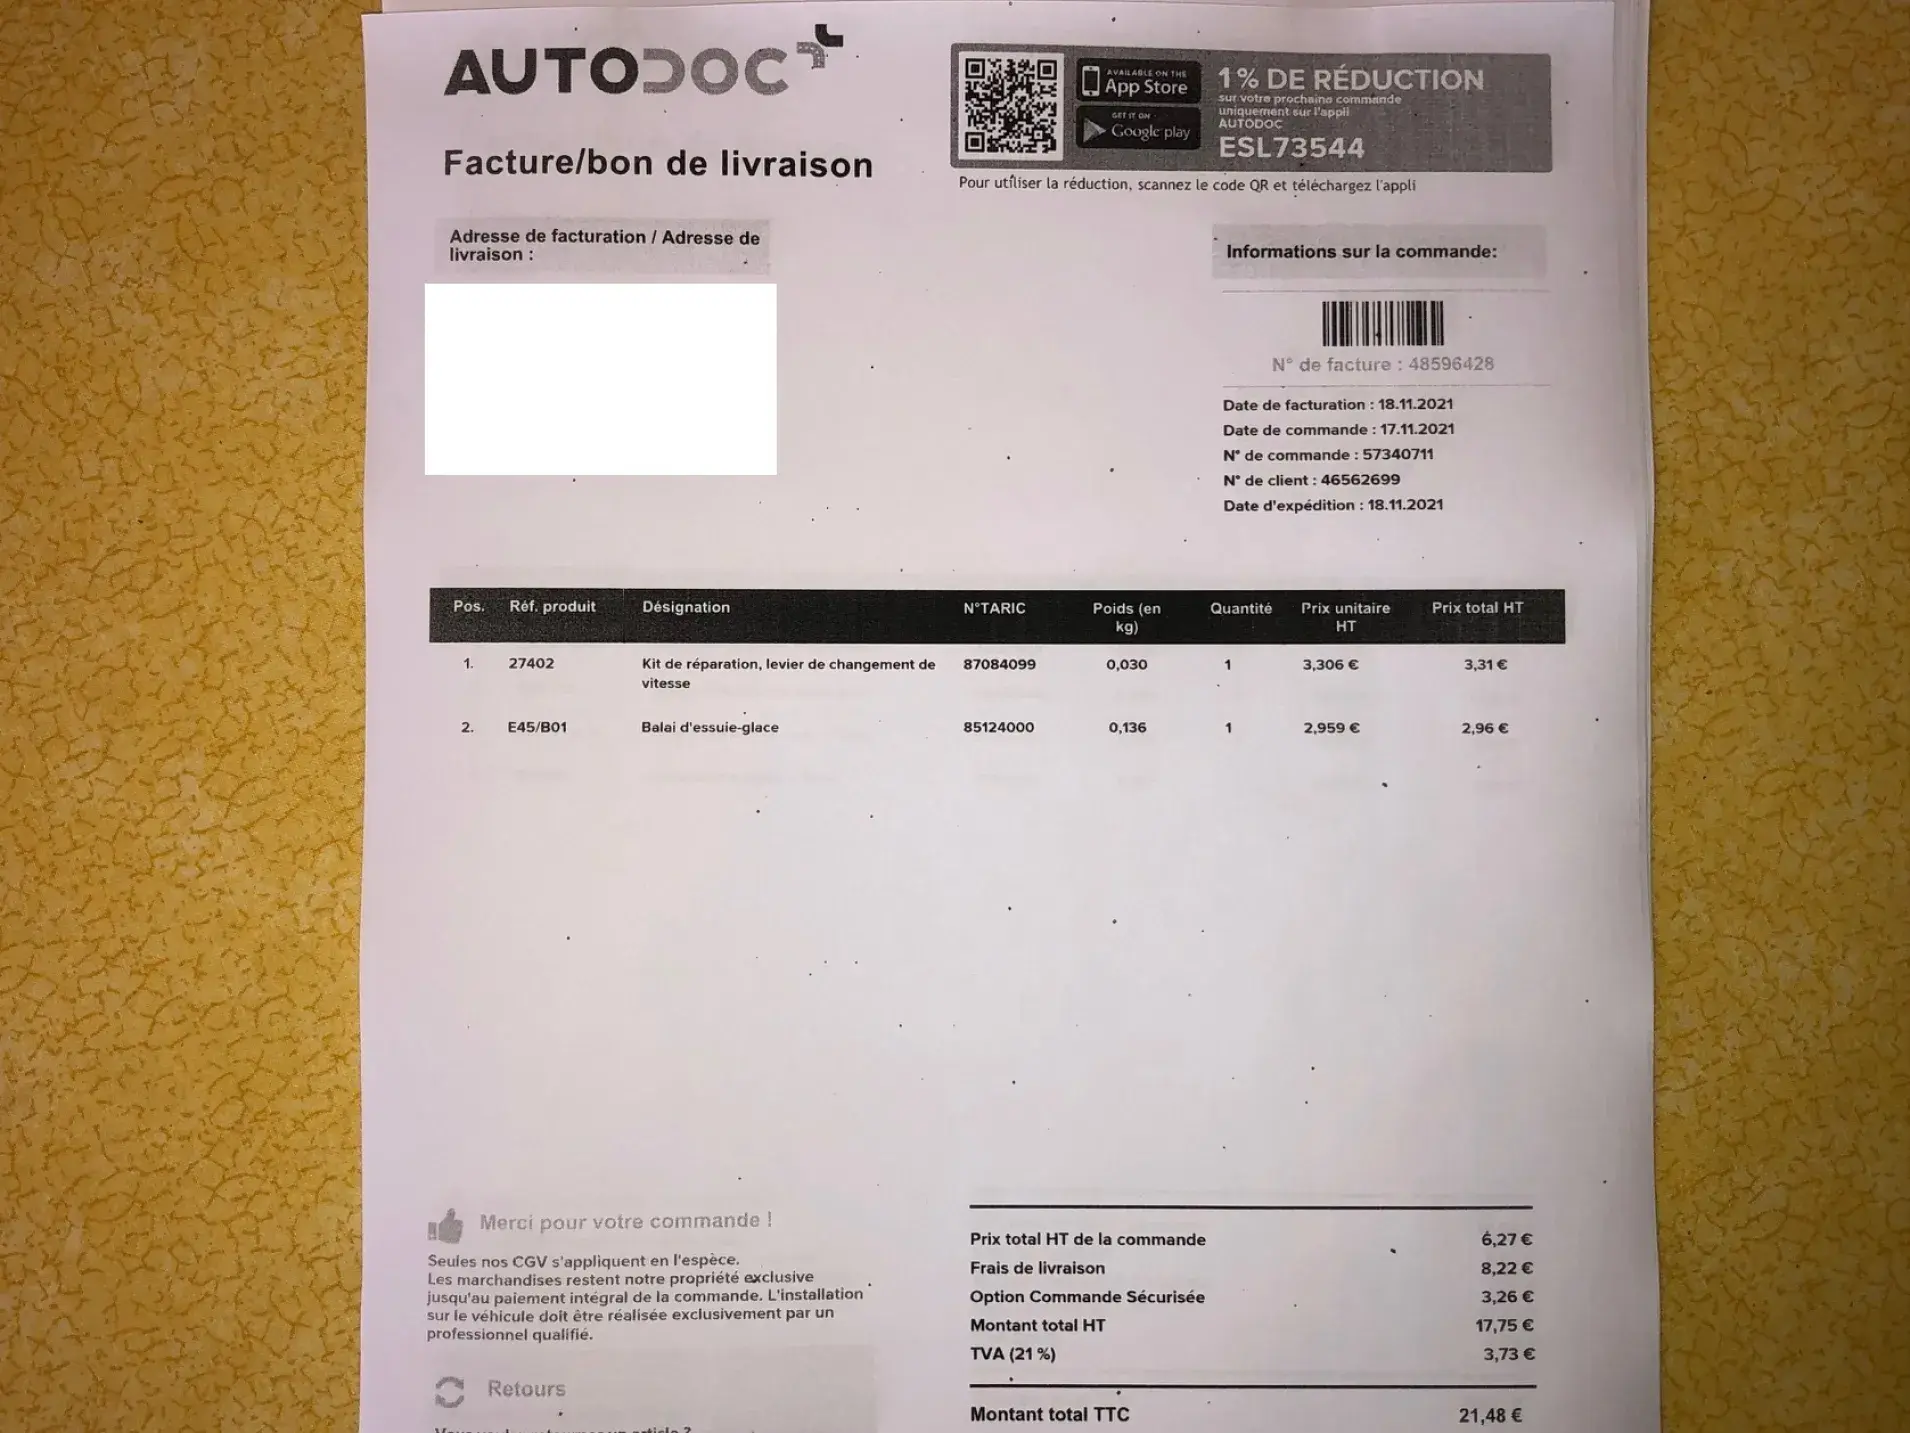 AUTODOC
Facture/bon de livraison
AVAILABLE ON THE
App Store
GET IT ON
Google play
1 % DE RÉDUCTION
sur votre prochaine commande
uniquement sur l'appli
AUTODOC
ESL73544
Pour utiliser la réduction, scannez le code QR et téléchargez l'appli
Adresse de facturation / Adresse de
livraison :
Informations sur la commande:
N° de facture : 48596428
Date de facturation : 18.11.2021
Date de commande : 17.11.2021
N° de commande : 57340711
N° de client : 46562699
Date d'expédition : 18.11.2021
Pos. Réf. produit Désignation N°TARIC Poids (en kg) Quantité Prix unitaire HT Prix total HT
1. 27402 Kit de réparation, levier de changement de 87084099 0,030 1 3,306 € 3,31 €
vitesse
2. E45/B01 Balai d'essuie-glace 85124000 0,136 1 2,959 € 2,96 €
Merci pour votre commande !
Seules nos CGV s'appliquent en l'espèce.
Les marchandises restent notre propriété exclusive
jusqu'au paiement intégral de la commande. L'installation
sur le véhicule doit être réalisée exclusivement par un
professionnel qualifié.
Retours
Prix total HT de la commande 6,27 €
Frais de livraison 8,22 €
Option Commande Sécurisée 3,26 €
Montant total HT 17,75 €
TVA (21 %) 3,73 €
Montant total TTC 21,48 €